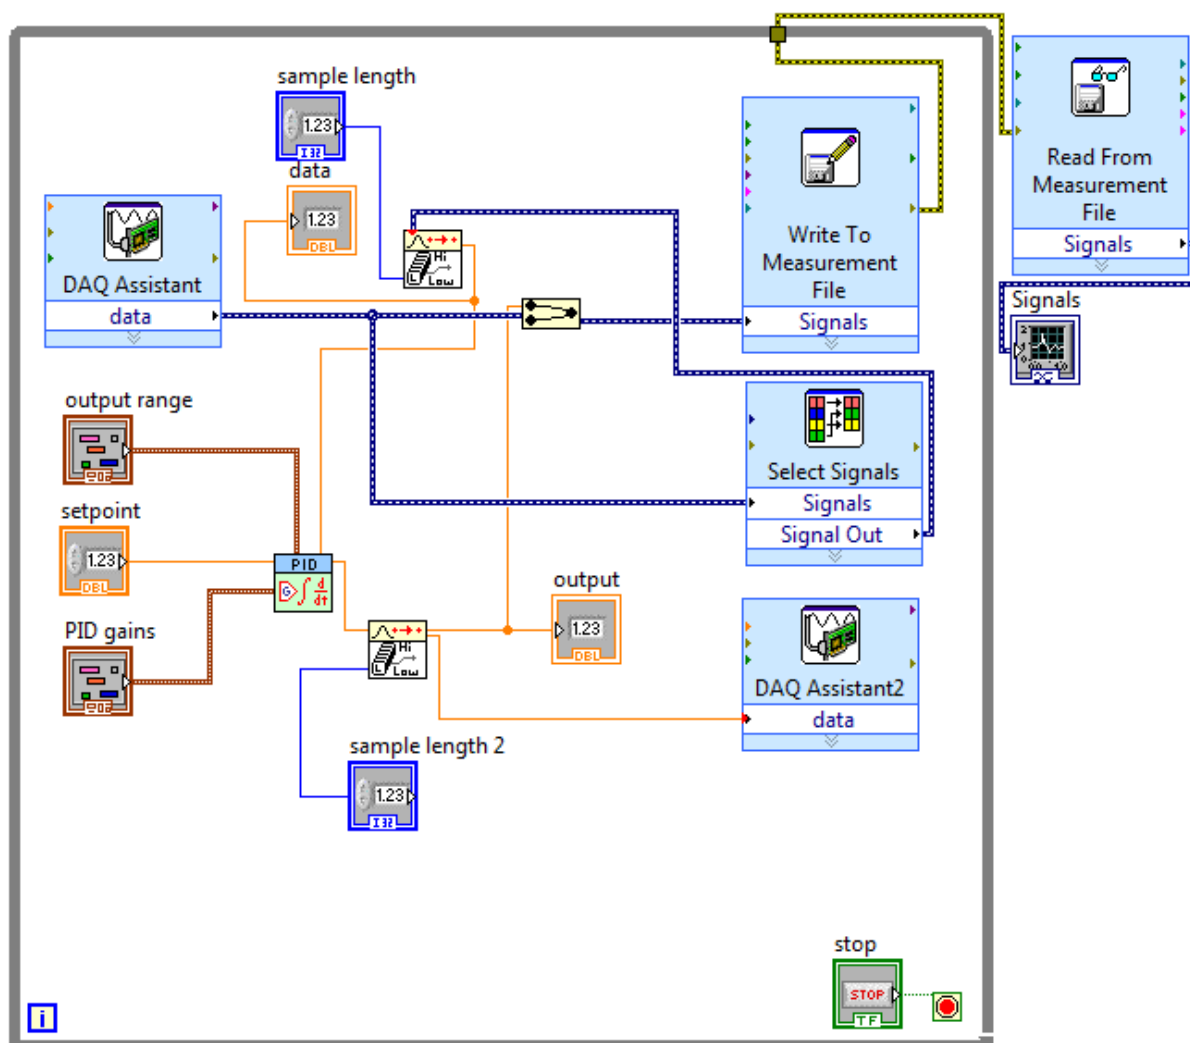 sample length
1.23
I32
data
1.23
DBL
Hi
Low
DAQ Assistant
data
Write To
Measurement
File
Signals
Read From
Measurement
File
Signals
Signals
output range
setpoint
1.23
DBL
PID gains
PID
G
d
dt
Hi
Low
output
1.23
DBL
Select Signals
Signals
Signal Out
DAQ Assistant2
data
sample length 2
1.23
I32
stop
STOP
TF
i